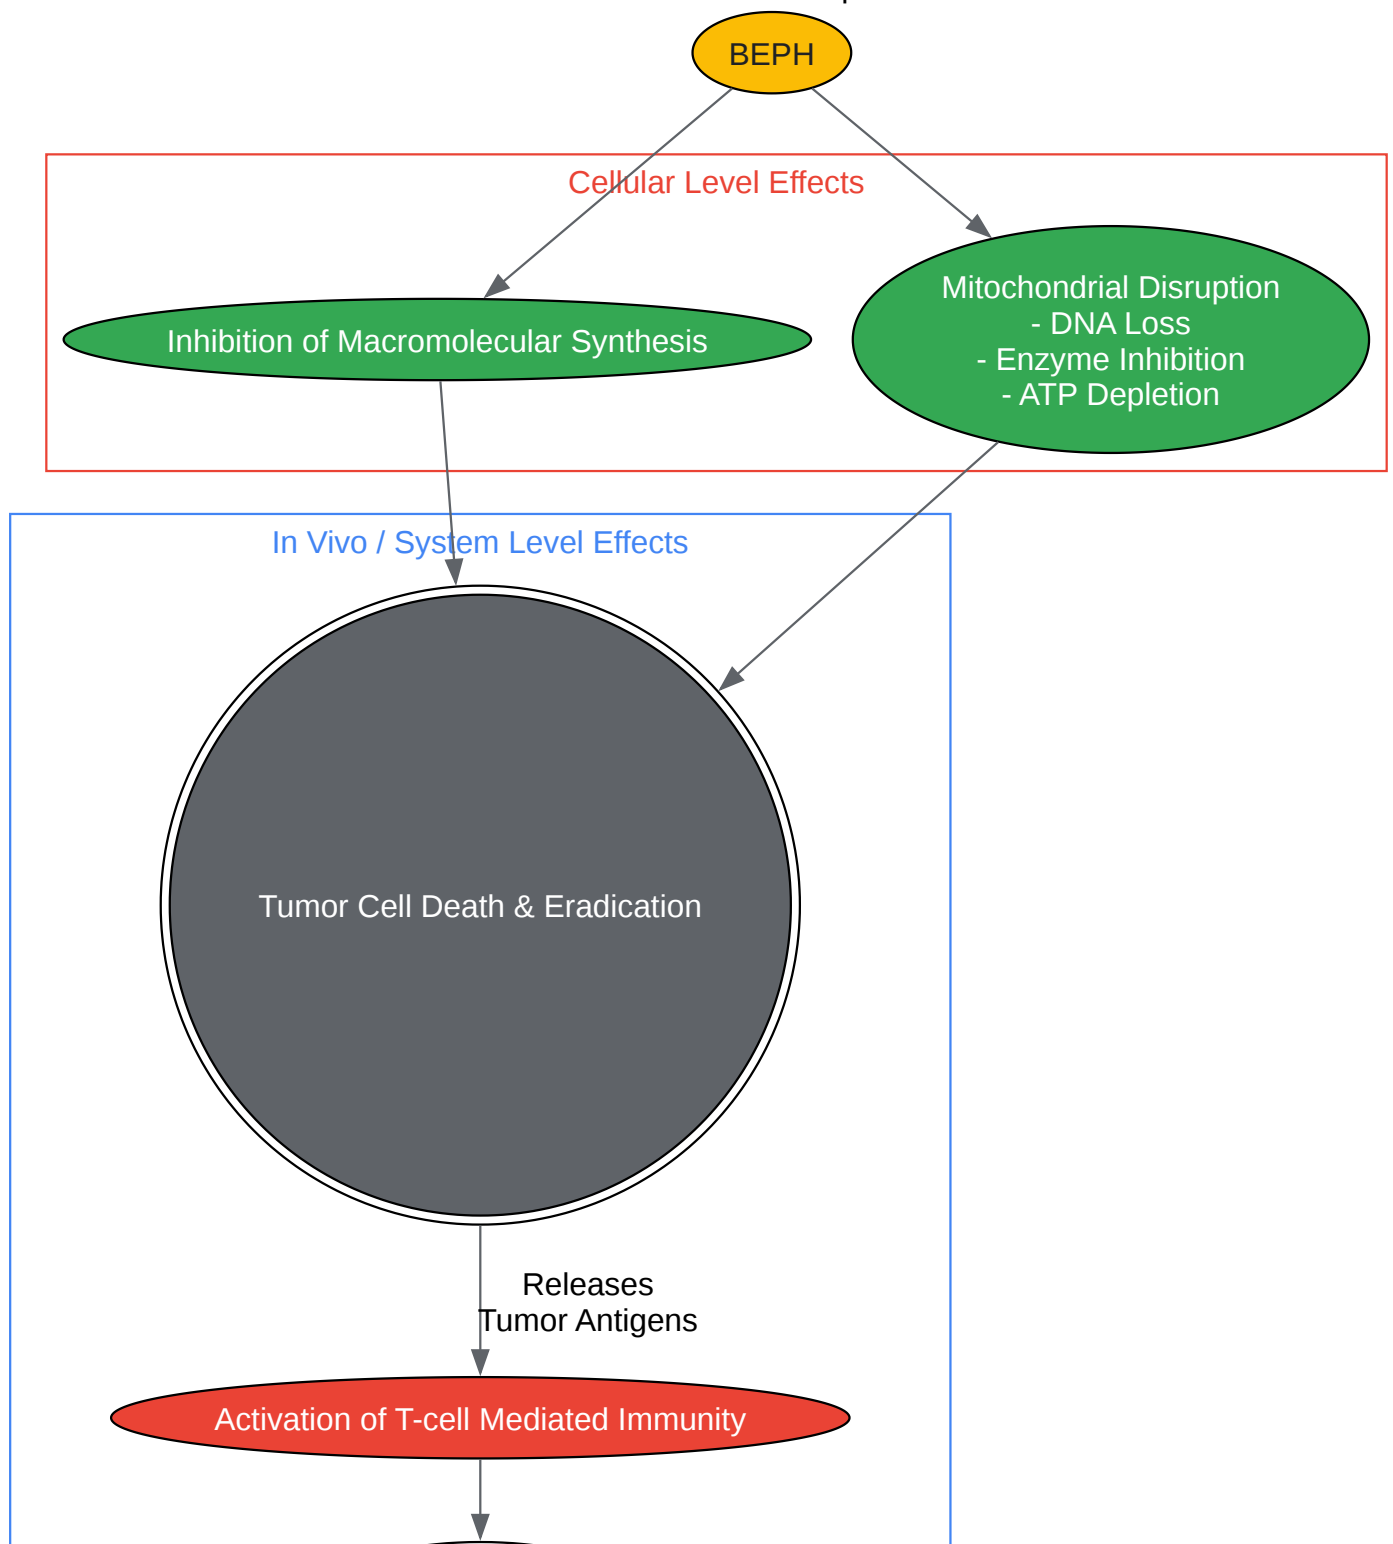 BEPH
Cellular Level Effects
Inhibition of Macromolecular Synthesis
Mitochondrial Disruption
- DNA Loss
- Enzyme Inhibition
- ATP Depletion
In Vivo / System Level Effects
Tumor Cell Death & Eradication
Releases
Tumor Antigens
Activation of T-cell Mediated Immunity